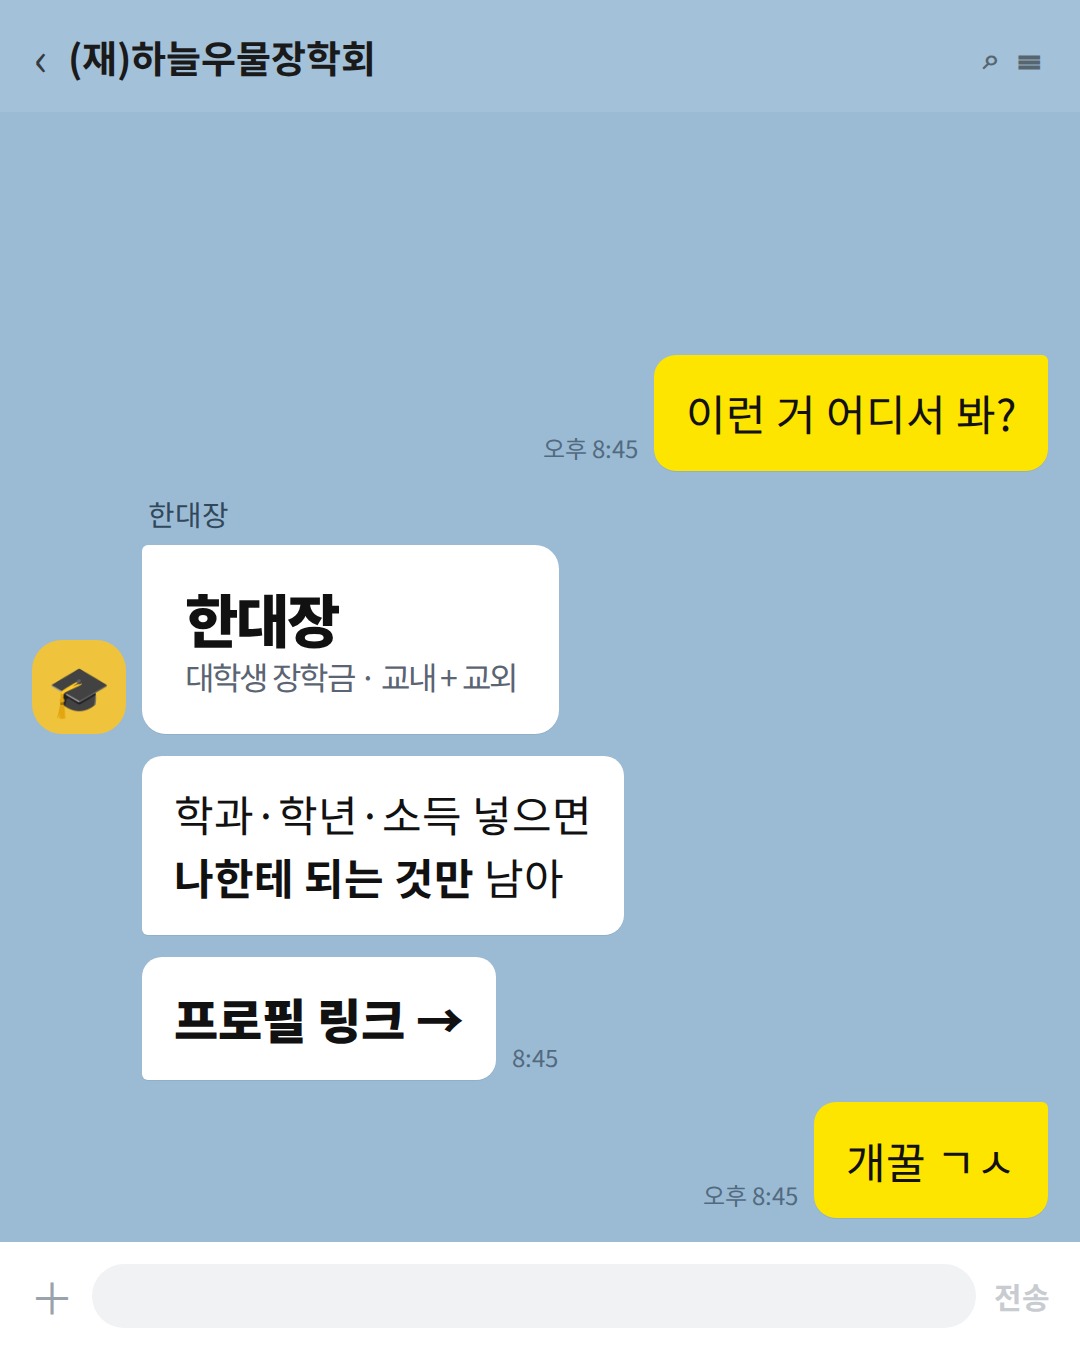 (재)하늘우물장학회
이런 거 어디서 봐?
오후 8:45
한대장
한대장
대학생 장학금 · 교내 + 교외
학과 · 학년 · 소득 넣으면
나한테 되는 것만 남아
프로필 링크 →
8:45
개꿀 ㄱㅅ
오후 8:45
전송